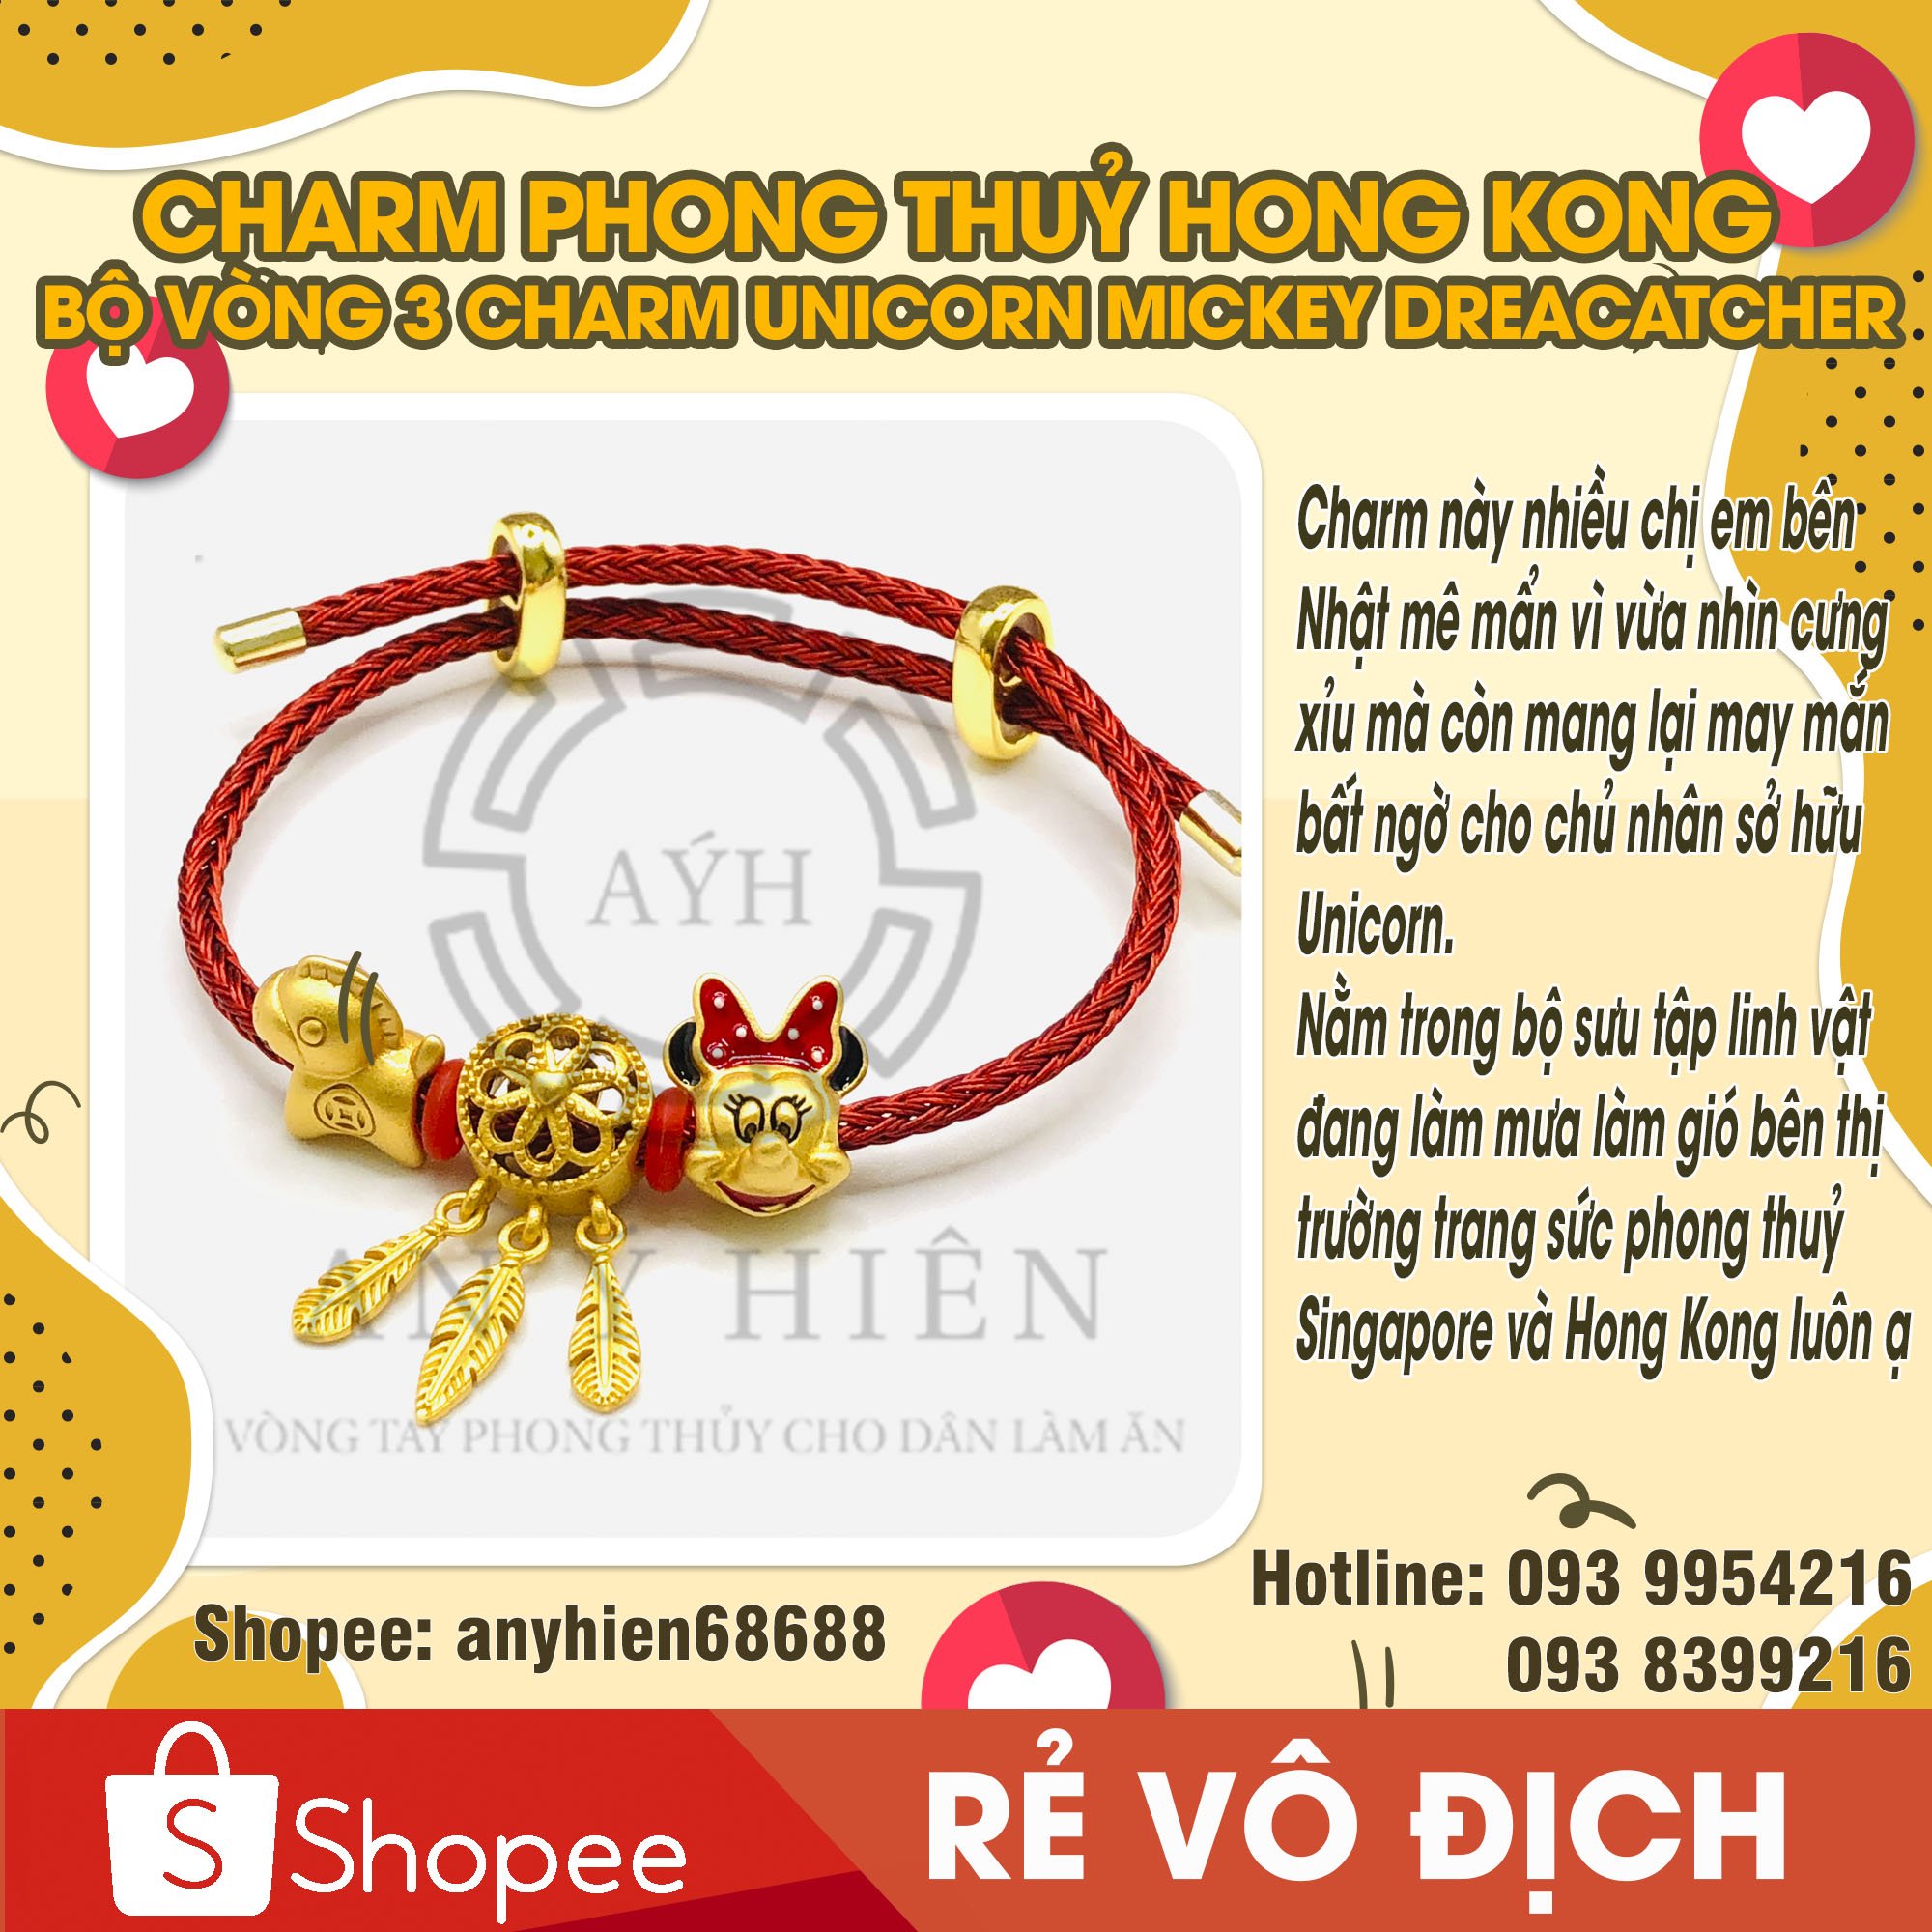 CHARM PHONG THUỶ HONG KONG
BỘ VÒNG 3 CHARM UNICORN MICKEY DREACATCHER
Charm này nhiều chị em bển
Nhật mê mẩn vì vừa nhìn cưng
xỉu mà còn mang lại may mắn
bất ngờ cho chủ nhân sở hữu
Unicorn.
Nằm trong bộ sưu tập linh vật
đang làm mưa làm gió bên thị
trường trang sức phong thuỷ
Singapore và Hong Kong luôn ạ
AÝH
ANÝ HIÊN
VÒNG TAY PHONG THỦY CHO DÂN LÀM ĂN
Hotline: 093 9954216
093 8399216
Shopee: anyhien68688
S Shopee
RẺ VÔ ĐỊCH